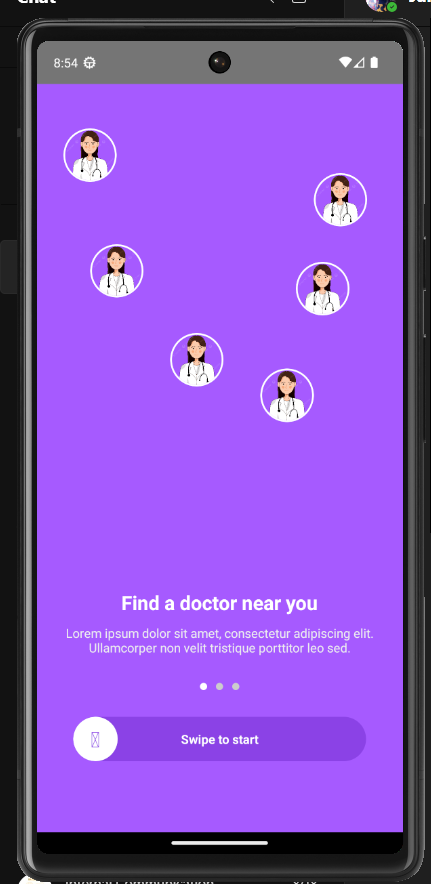 8:54
Find a doctor near you
Lorem ipsum dolor sit amet, consectetur adipiscing elit.
Ullamcorper non velit tristique porttitor leo sed.
Swipe to start